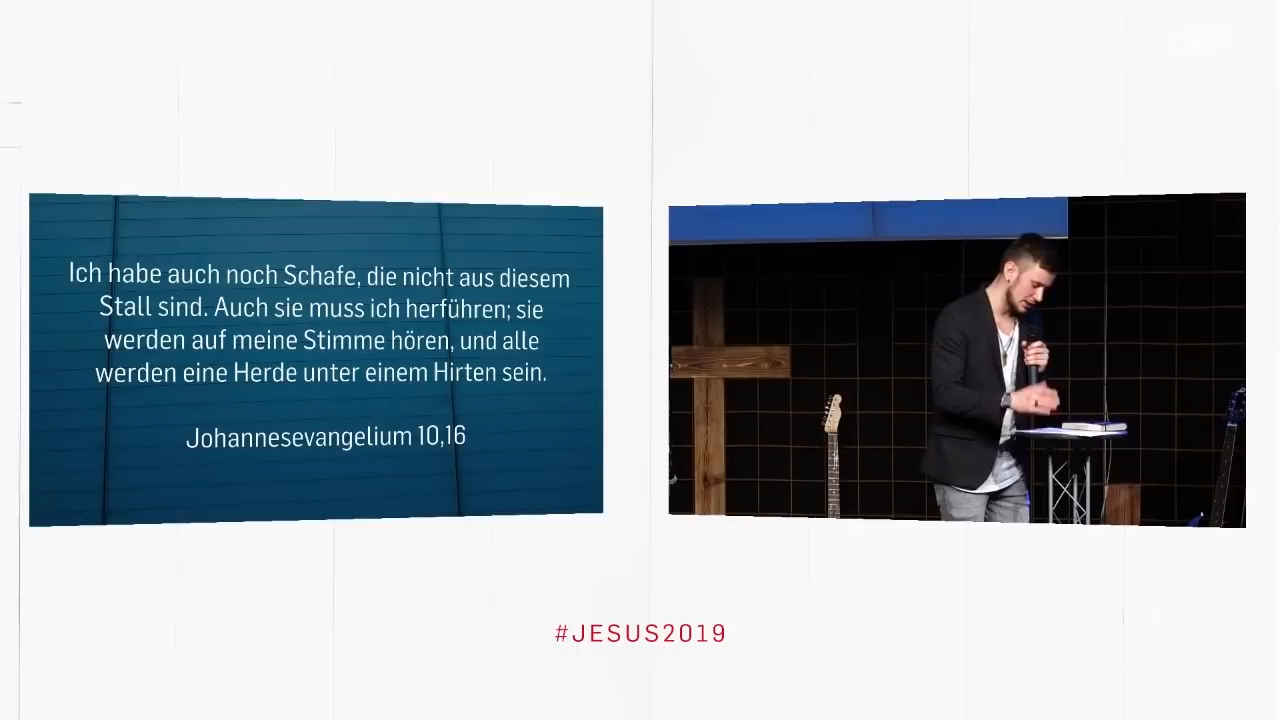 Ich habe auch noch Schafe, die nicht aus diesem
Stall sind. Auch sie muss ich herführen; sie
werden auf meine Stimme hören, und alle
werden eine Herde unter einem Hirten sein.
Johannesevangelium 10,16
#JESUS2019